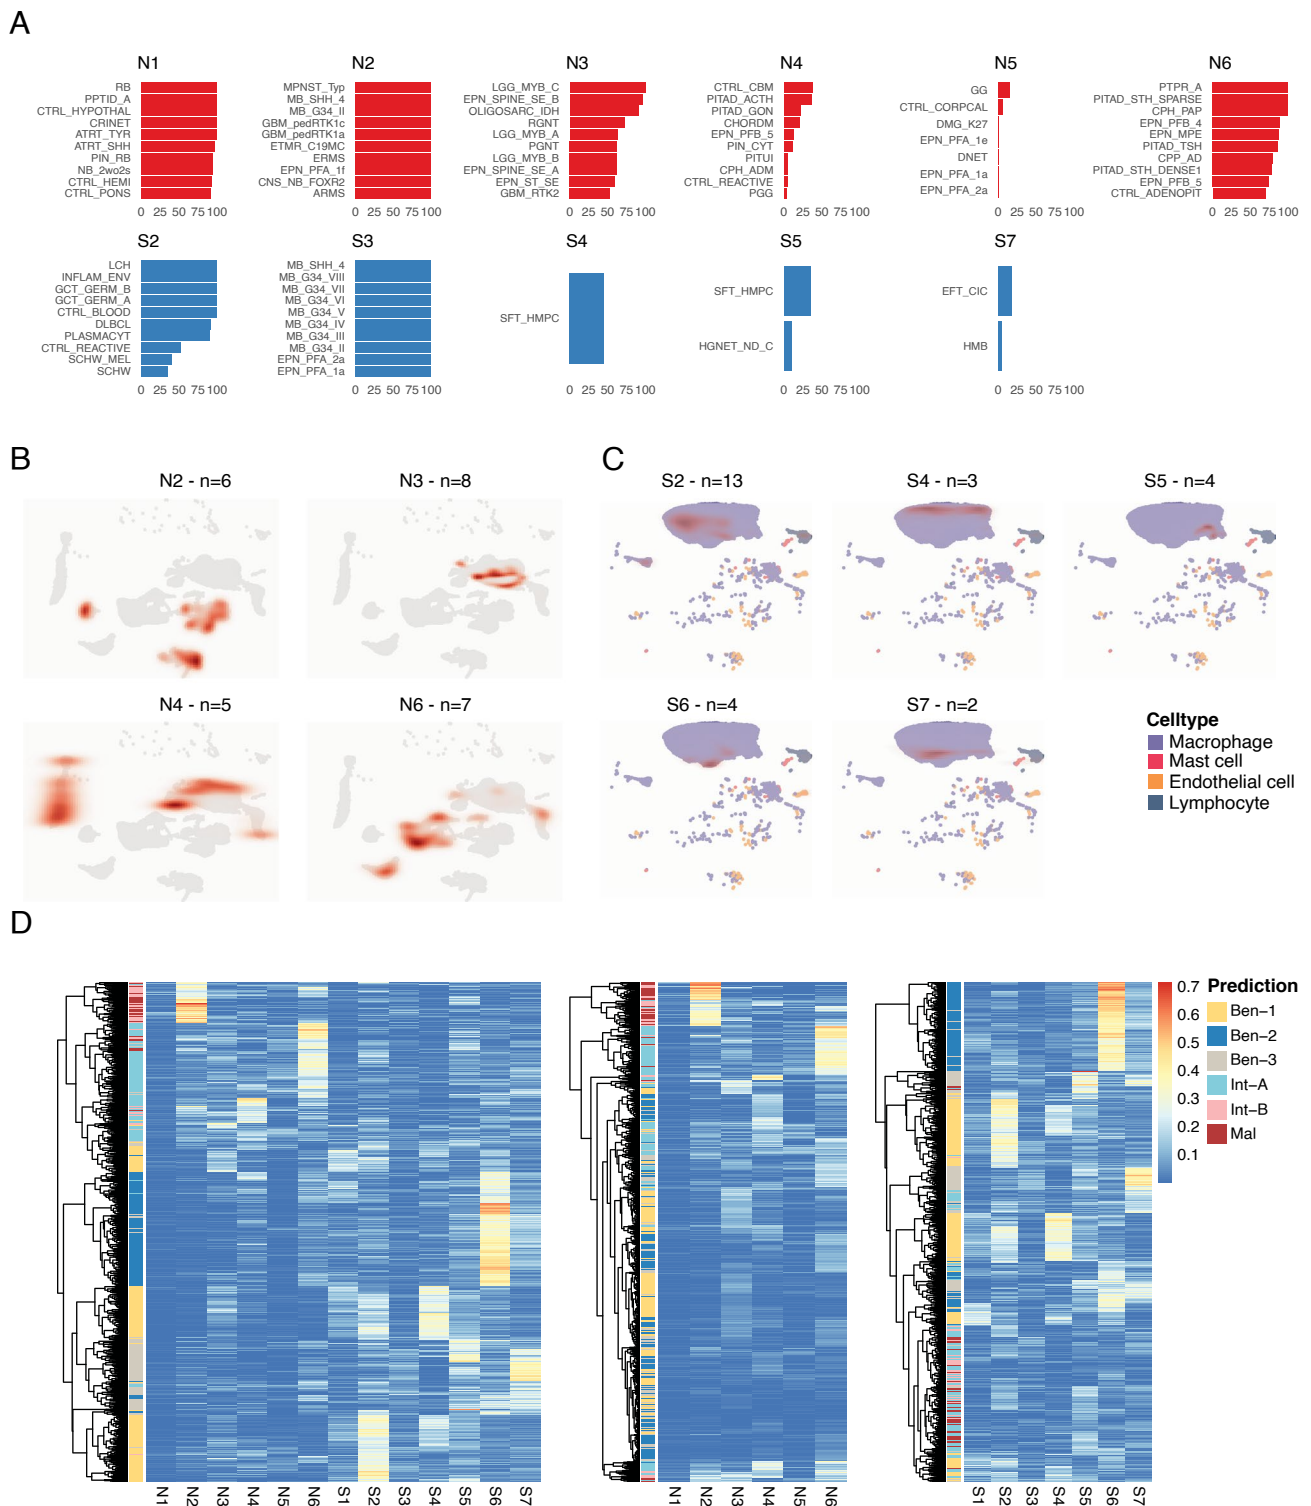 A
N1
N2
N3
N4
N5
N6
RB
PPTID_A
CTRL_HYPOTHAL
CRINET
ATRT_TYR
ATRT_SHH
PIN_RB
NB_2wo2s
CTRL_HEMI
CTRL_PONS
0 25 50 75 100
MPNST_Typ
MB_SHH_4
MB_G34_II
GBM_pedRTK1c
GBM_pedRTK1a
ETMR_C19MC
ERMS
EPN_PFA_1f
CNS_NB_FOXR2
ARMS
0 25 50 75 100
LGG_MYB_C
EPN_SPINE_SE_B
OLIGOSARC_IDH
RGNT
LGG_MYB_A
PGNT
LGG_MYB_B
EPN_SPINE_SE_A
EPN_ST_SE
GBM_RTK2
0 25 50 75 100
CTRL_CBM
PITAD_ACTH
PITAD_GON
CHORDM
EPN_PFB_5
PIN_CYT
PITUI
CPH_ADM
CTRL_REACTIVE
PGG
0 25 50 75 100
GG
CTRL_CORPCAL
DMG_K27
EPN_PFA_1e
DNET
EPN_PFA_1a
EPN_PFA_2a
0 25 50 75 100
PTPR_A
PITAD_STH_SPARSE
CPH_PAP
EPN_PFB_4
EPN_MPE
PITAD_TSH
CPP_AD
PITAD_STH_DENSE1
EPN_PFB_5
CTRL_ADENOPIT
0 25 50 75 100
S2
S3
S4
S5
S7
LCH
INFLAM_ENV
GCT_GERM_B
GCT_GERM_A
CTRL_BLOOD
DLBCL
PLASMACYT
CTRL_REACTIVE
SCHW_MEL
SCHW
0 25 50 75 100
MB_SHH_4
MB_G34_VIII
MB_G34_VII
MB_G34_VI
MB_G34_V
MB_G34_IV
MB_G34_III
MB_G34_II
EPN_PFA_2a
EPN_PFA_1a
0 25 50 75 100
SFT_HMPC
0 25 50 75 100
SFT_HMPC
HGNET_ND_C
0 25 50 75 100
EFT_CIC
HMB
0 25 50 75 100
B
N2 - n=6
N3 - n=8
N4 - n=5
N6 - n=7
C
S2 - n=13
S4 - n=3
S5 - n=4
S6 - n=4
S7 - n=2
Celltype
Macrophage
Mast cell
Endothelial cell
Lymphocyte
D
N1 N2 N3 N4 N5 N6 S1 S2 S3 S4 S5 S6 S7
N1 N2 N3 N4 N5 N6
S1 S2 S3 S4 S5 S6 S7
0.7
0.6
0.5
0.4
0.3
0.2
0.1
Prediction
Ben-1
Ben-2
Ben-3
Int-A
Int-B
Mal